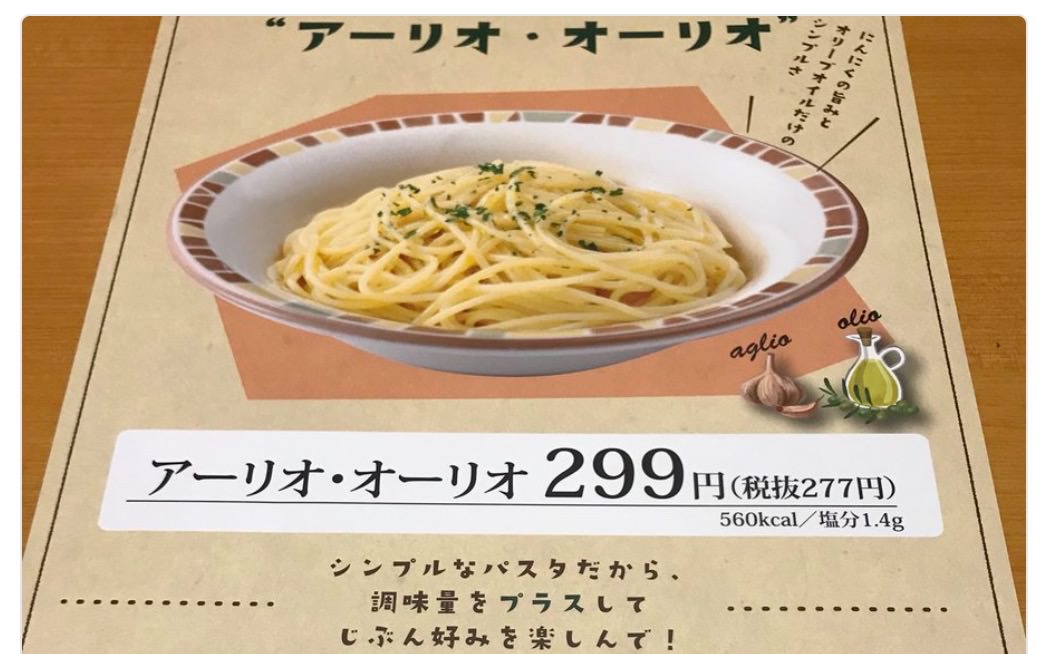 “アーリオ・オーリオ”
にんにくの旨みと
オリーブオイルだけの
シンプルさ
aglio
olio
アーリオ・オーリオ 299円(税抜277円)
560kcal/塩分1.4g
シンプルなパスタだから、
調味量をプラスして
じぶん好みを楽しんで!